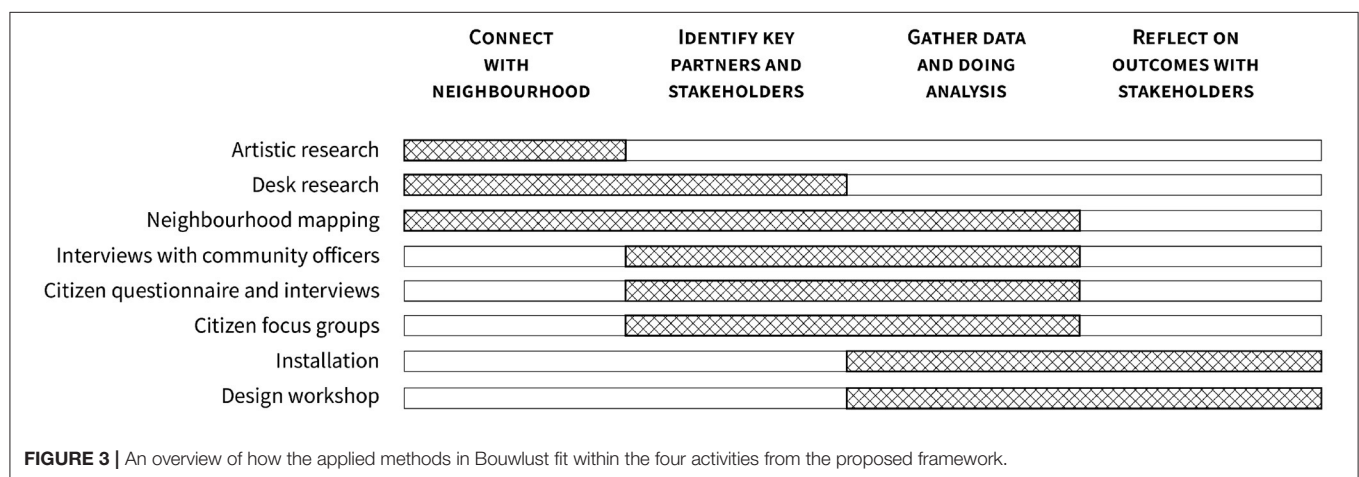 CONNECT WITH NEIGHBOURHOOD
IDENTIFY KEY PARTNERS AND STAKEHOLDERS
GATHER DATA AND DOING ANALYSIS
REFLECT ON OUTCOMES WITH STAKEHOLDERS
Artistic research
Desk research
Neighbourhood mapping
Interviews with community officers
Citizen questionnaire and interviews
Citizen focus groups
Installation
Design workshop
FIGURE 3 | An overview of how the applied methods in Bouwlust fit within the four activities from the proposed framework.